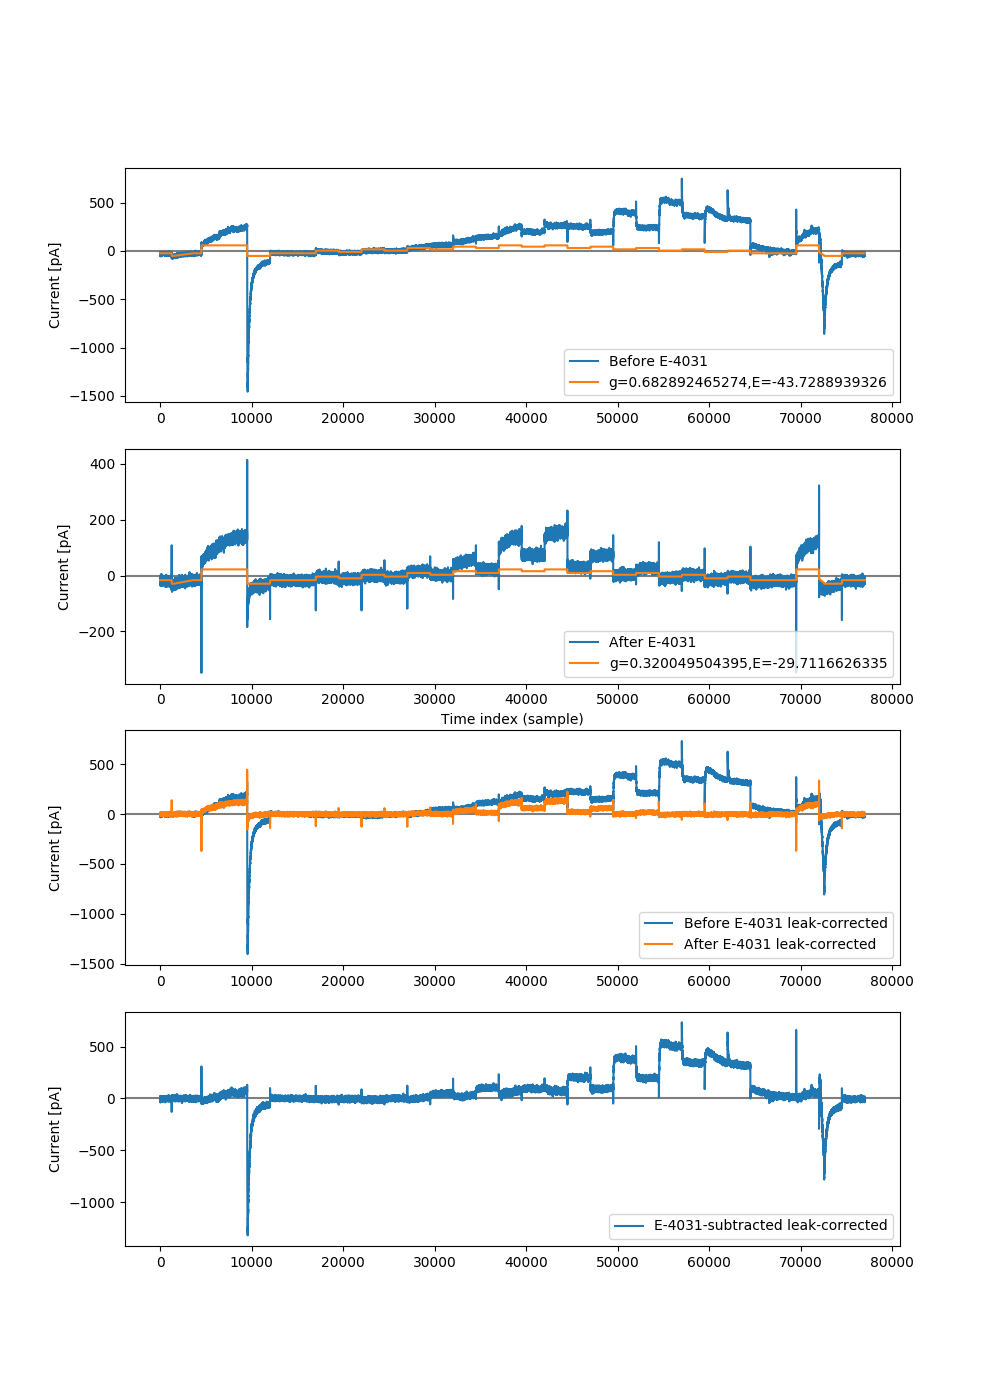 500
0
−500
−1000
−1500
Current [pA]
Before E-4031
g=0.682892465274,E=-43.7288939326
0 10000 20000 30000 40000 50000 60000 70000 80000
400
200
0
−200
Current [pA]
After E-4031
g=0.320049504395,E=-29.7116626335
0 10000 20000 30000 40000 50000 60000 70000 80000
Time index (sample)
500
0
−500
−1000
−1500
Current [pA]
Before E-4031 leak-corrected
After E-4031 leak-corrected
0 10000 20000 30000 40000 50000 60000 70000 80000
500
0
−500
−1000
Current [pA]
E-4031-subtracted leak-corrected
0 10000 20000 30000 40000 50000 60000 70000 80000